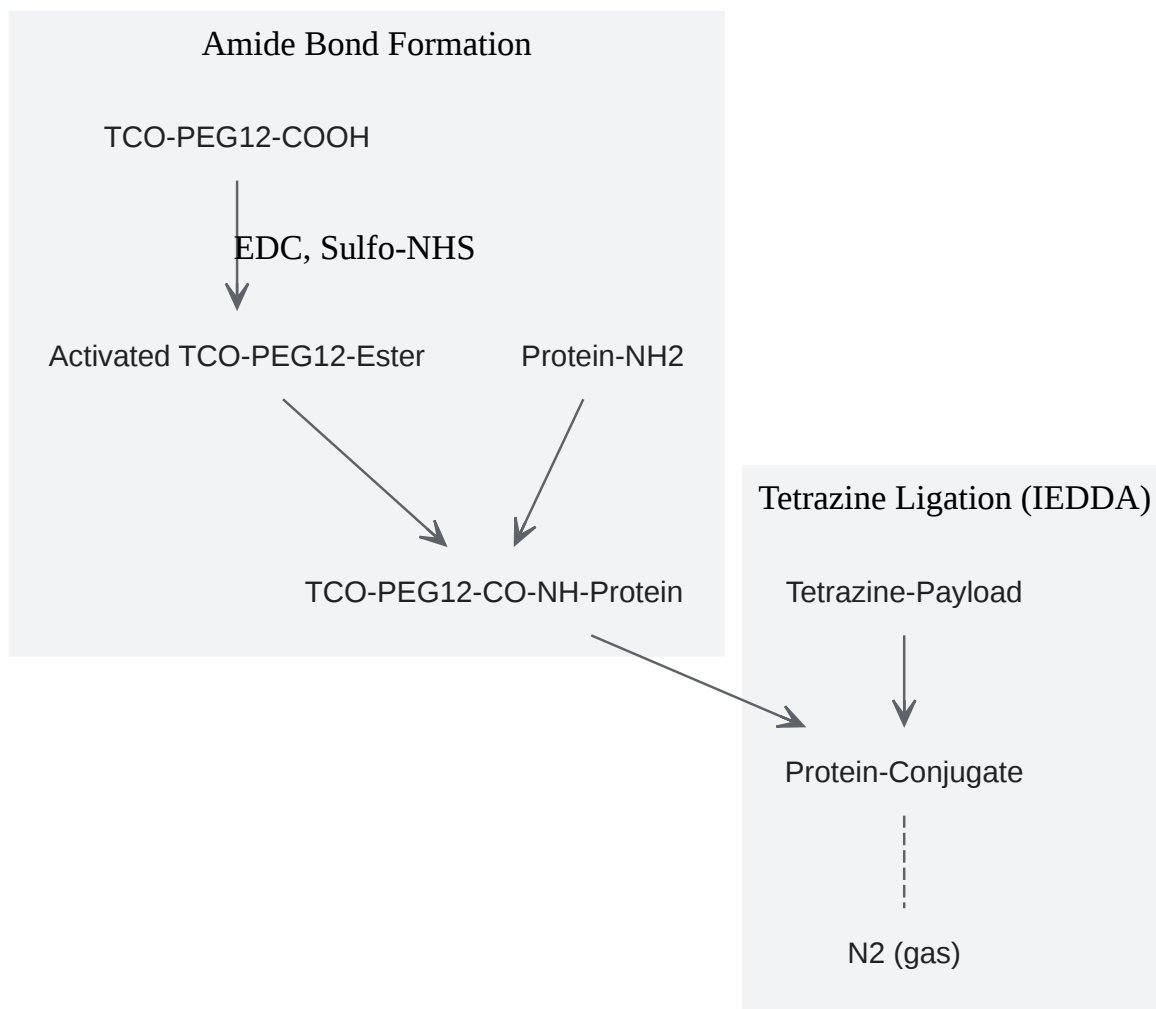 Amide Bond Formation
TCO-PEG12-COOH
EDC, Sulfo-NHS
Activated TCO-PEG12-Ester
Protein-NH2
TCO-PEG12-CO-NH-Protein
Tetrazine Ligation (IEDDA)
Tetrazine-Payload
Protein-Conjugate
N2 (gas)